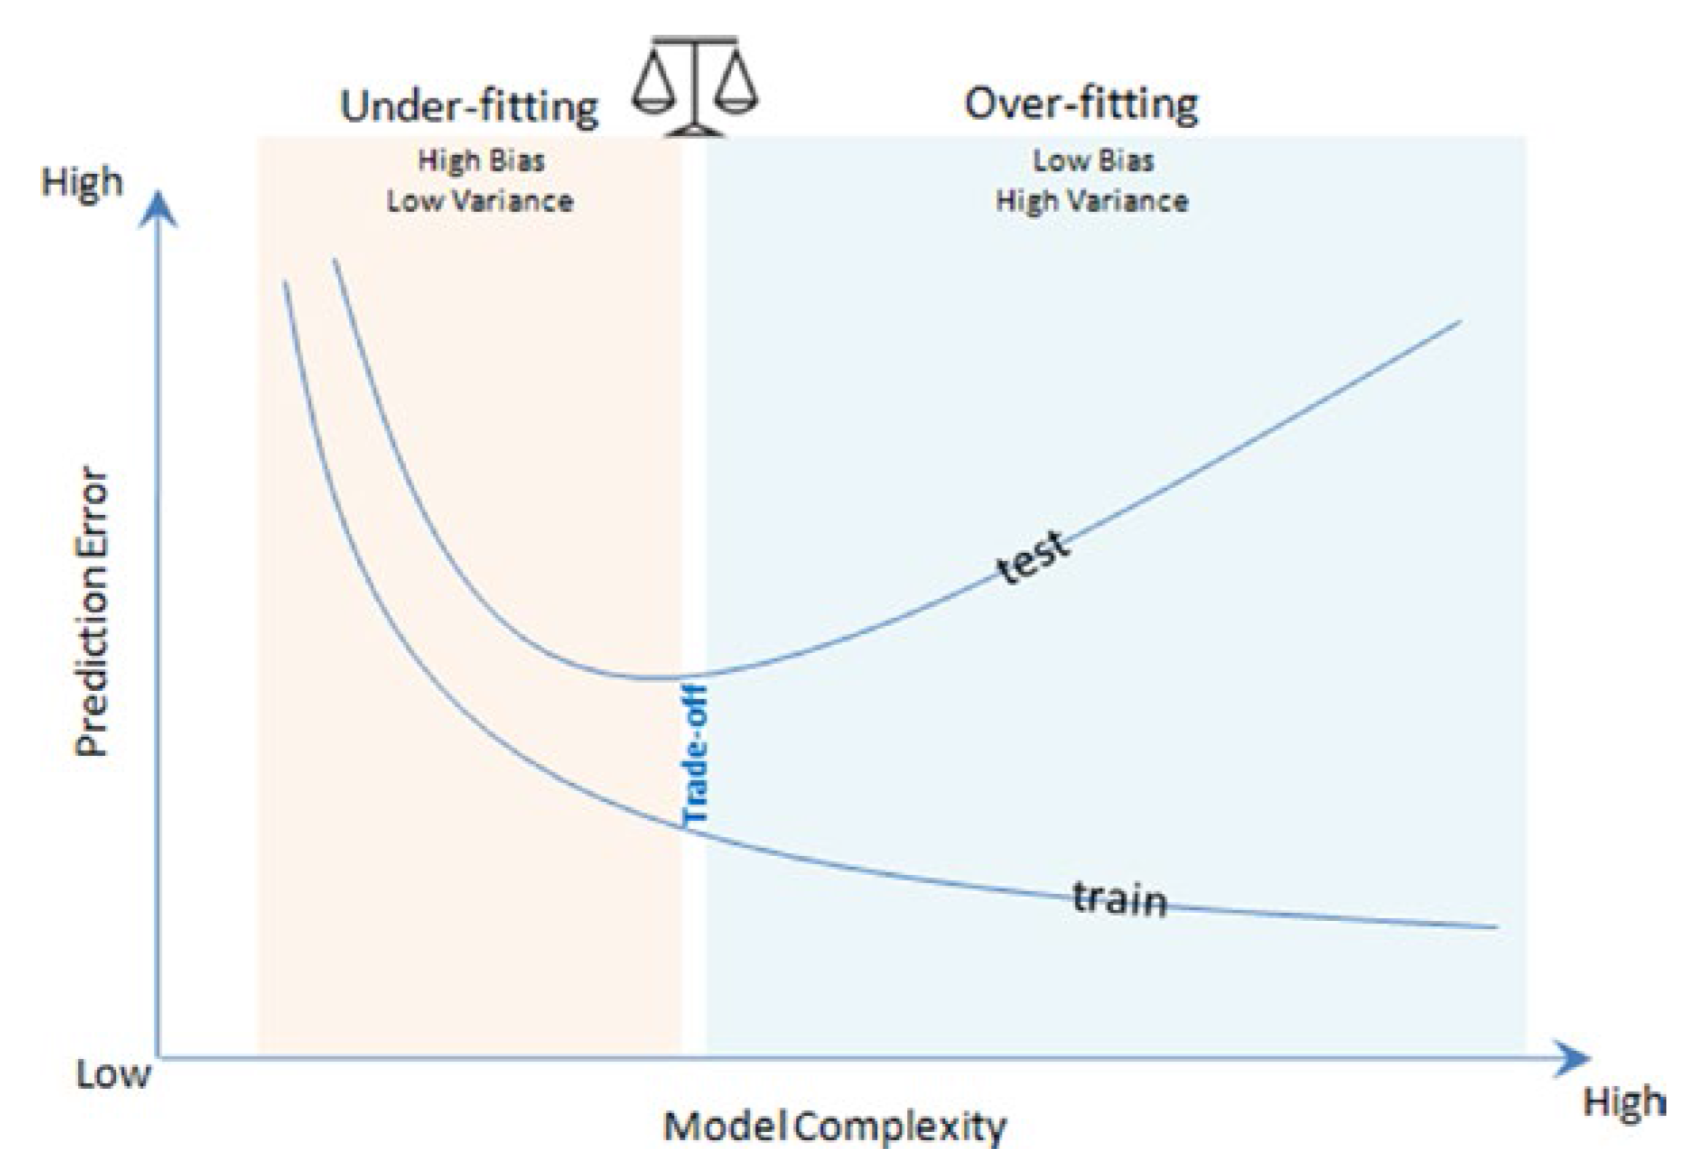 Under-fitting
Over-fitting
High Bias
Low Variance
Low Bias
High Variance
High
Prediction Error
test
Trade-off
train
Low
High
Model Complexity